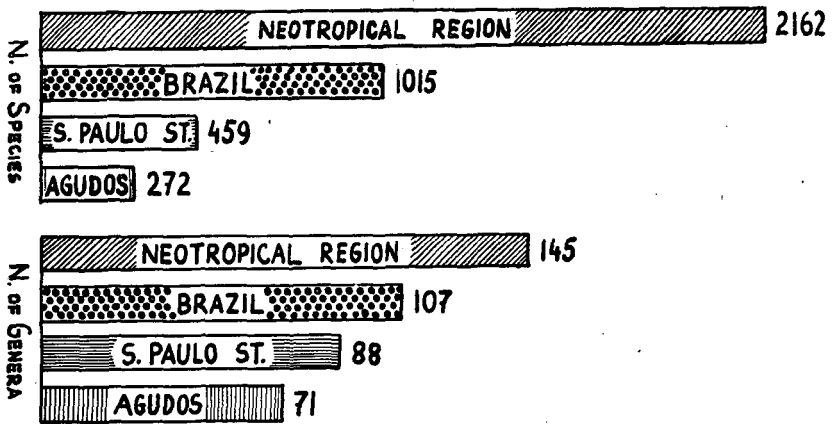 N. OF SPECIES
NEOTROPICAL REGION 2162
BRAZIL 1015
S. PAULO ST. 459
AGUDOS 272
N. OF GENERA
NEOTROPICAL REGION 145
BRAZIL 107
S. PAULO ST. 88
AGUDOS 71